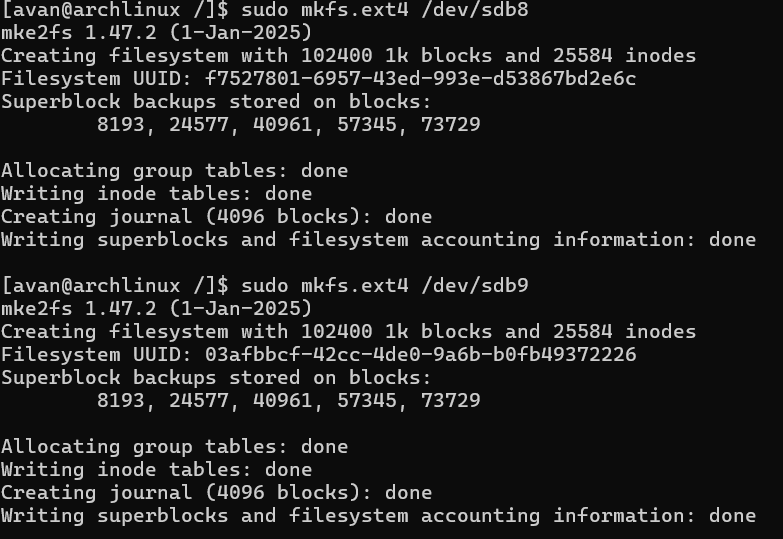 [avan@archlinux /]$ sudo mkfs.ext4 /dev/sdb8
mke2fs 1.47.2 (1-Jan-2025)
Creating filesystem with 102400 1k blocks and 25584 inodes
Filesystem UUID: f7527801-6957-43ed-993e-d53867bd2e6c
Superblock backups stored on blocks:
        8193, 24577, 40961, 57345, 73729

Allocating group tables: done
Writing inode tables: done
Creating journal (4096 blocks): done
Writing superblocks and filesystem accounting information: done

[avan@archlinux /]$ sudo mkfs.ext4 /dev/sdb9
mke2fs 1.47.2 (1-Jan-2025)
Creating filesystem with 102400 1k blocks and 25584 inodes
Filesystem UUID: 03afbbcf-42cc-4de0-9a6b-b0fb49372226
Superblock backups stored on blocks:
        8193, 24577, 40961, 57345, 73729

Allocating group tables: done
Writing inode tables: done
Creating journal (4096 blocks): done
Writing superblocks and filesystem accounting information: done